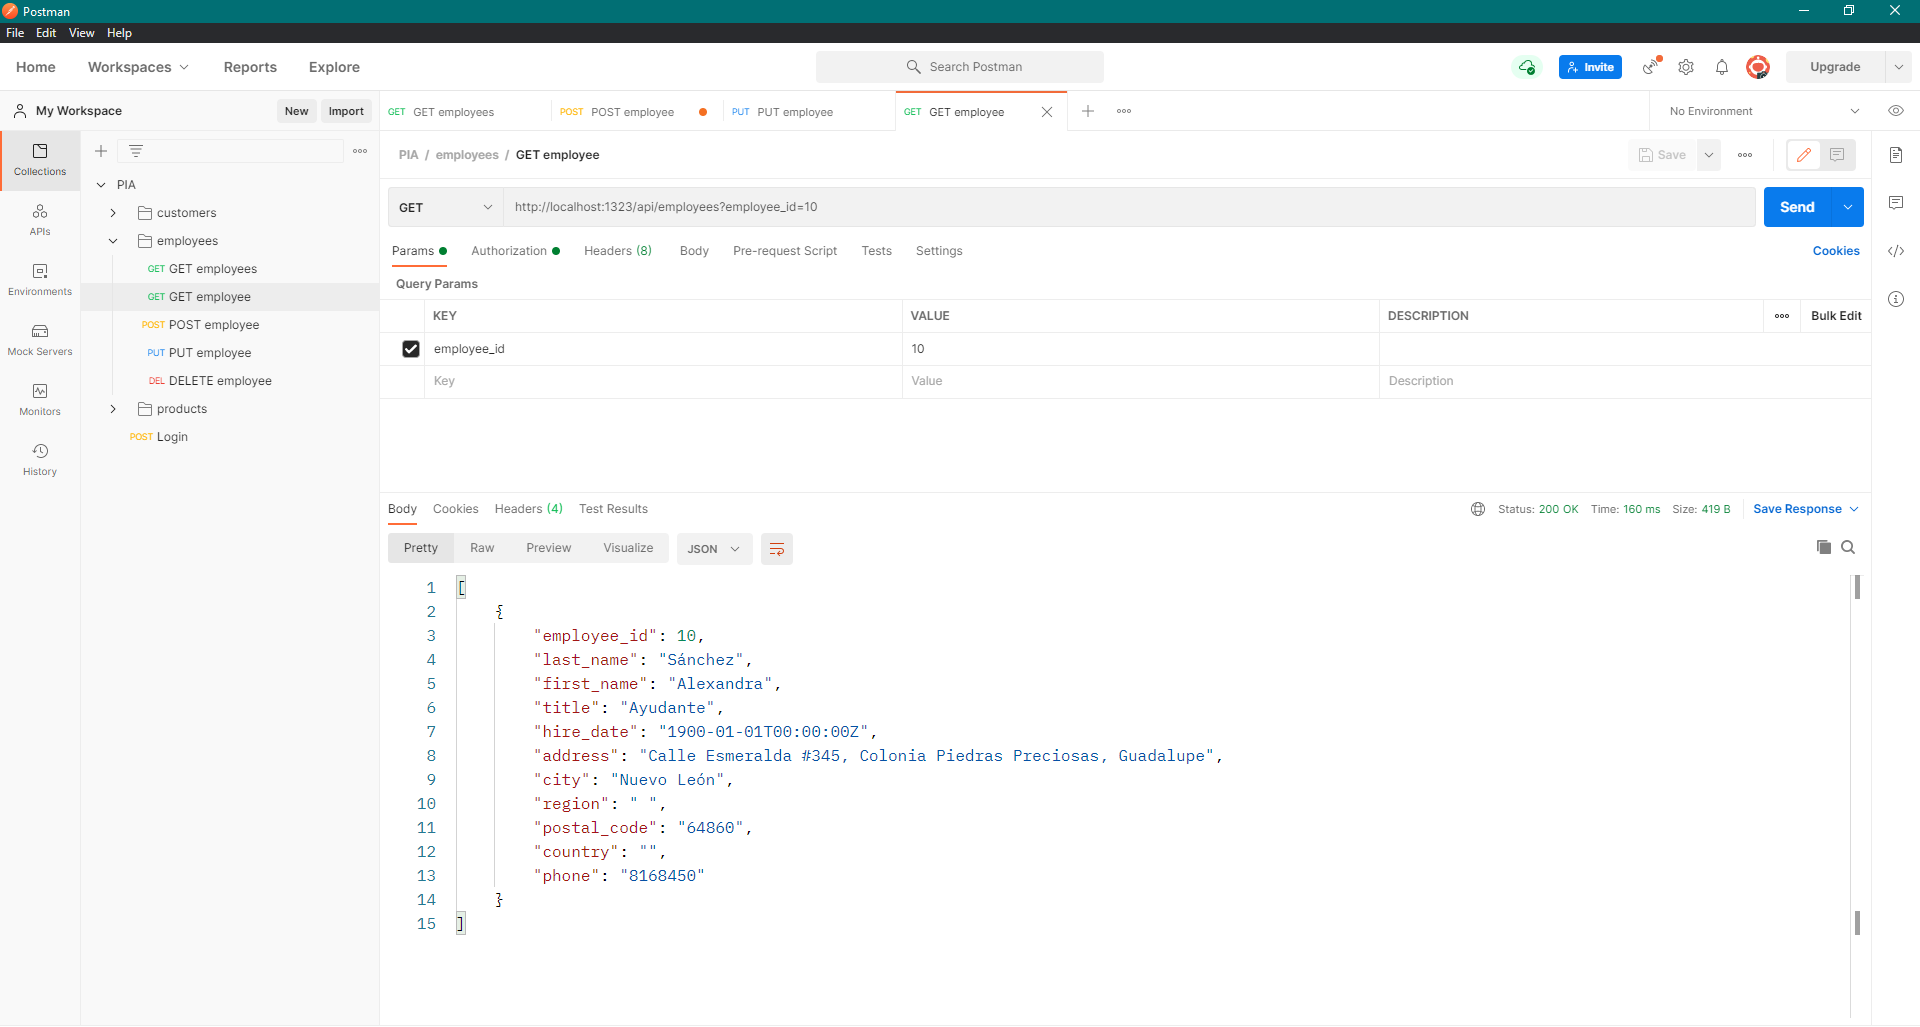 Postman
File Edit View Help
Home Workspaces Reports Explore Search Postman Invite Upgrade
My Workspace New Import
GET GET employees POST POST employee PUT PUT employee GET GET employee No Environment
Collections
APIs
Environments
Mock Servers
Monitors
History
PIA
customers
employees
GET GET employees
GET GET employee
POST POST employee
PUT PUT employee
DEL DELETE employee
products
POST Login
PIA / employees / GET employee Save
GET http://localhost:1323/api/employees?employee_id=10 Send
Params Authorization Headers (8) Body Pre-request Script Tests Settings Cookies
Query Params
KEY VALUE DESCRIPTION Bulk Edit
employee_id 10
Key Value Description
Body Cookies Headers (4) Test Results Status: 200 OK Time: 160 ms Size: 419 B Save Response
Pretty Raw Preview Visualize JSON
1 [
2 {
3 "employee_id": 10,
4 "last_name": "Sánchez",
5 "first_name": "Alexandra",
6 "title": "Ayudante",
7 "hire_date": "1900-01-01T00:00:00Z",
8 "address": "Calle Esmeralda #345, Colonia Piedras Preciosas, Guadalupe",
9 "city": "Nuevo León",
10 "region": " ",
11 "postal_code": "64860",
12 "country": "",
13 "phone": "8168450"
14 }
15 ]